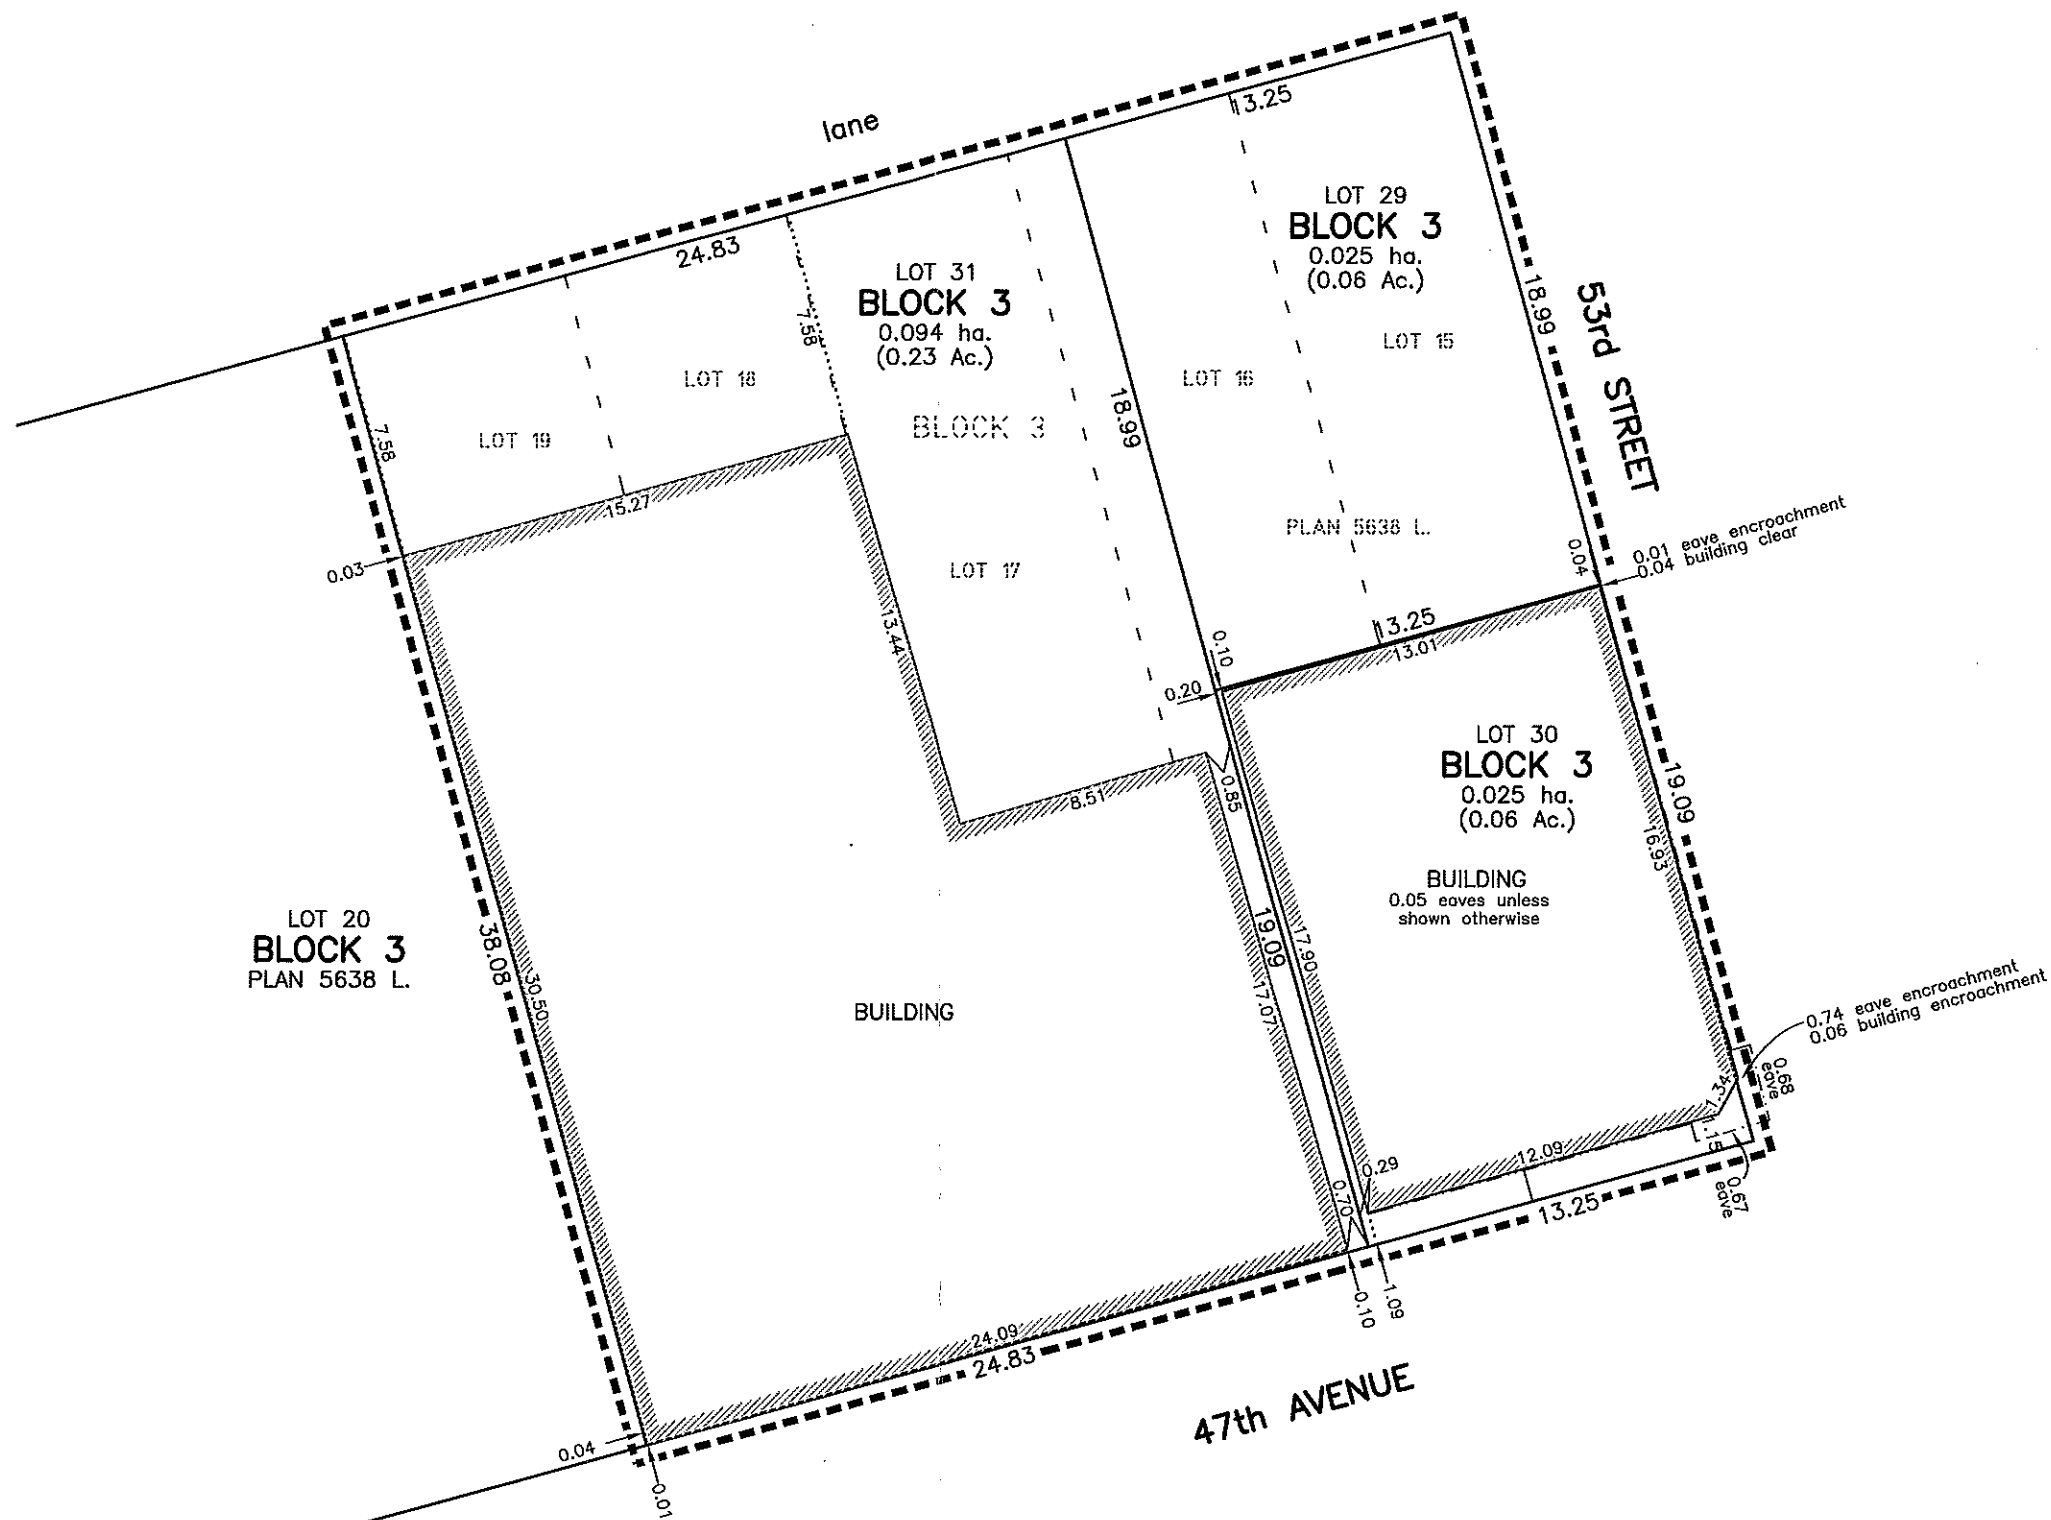 lane
13.25
24.83
LOT 29
BLOCK 3
0.025 ha.
(0.06 Ac.)
LOT 31
BLOCK 3
0.094 ha.
(0.23 Ac.)
7.58
18.99
53rd STREET
LOT 15
LOT 16
LOT 18
18.99
BLOCK 3
LOT 19
7.58
15.27
PLAN 5638 L.
0.04
0.01 eave encroachment
0.04 building clear
0.03
LOT 17
13.44
13.25
13.01
0.10
0.20
LOT 30
BLOCK 3
0.025 ha.
(0.06 Ac.)
8.51
0.85
19.09
16.93
BUILDING
0.05 eaves unless
shown otherwise
LOT 20
BLOCK 3
PLAN 5638 L.
38.08
30.50
19.09
17.90
17.07
BUILDING
0.74 eave encroachment
0.06 building encroachment
0.68
eave
1.34
1.15
12.09
0.29
0.70
0.67
eave
13.25
1.09
0.10
24.09
24.83
47th AVENUE
0.04
0.01